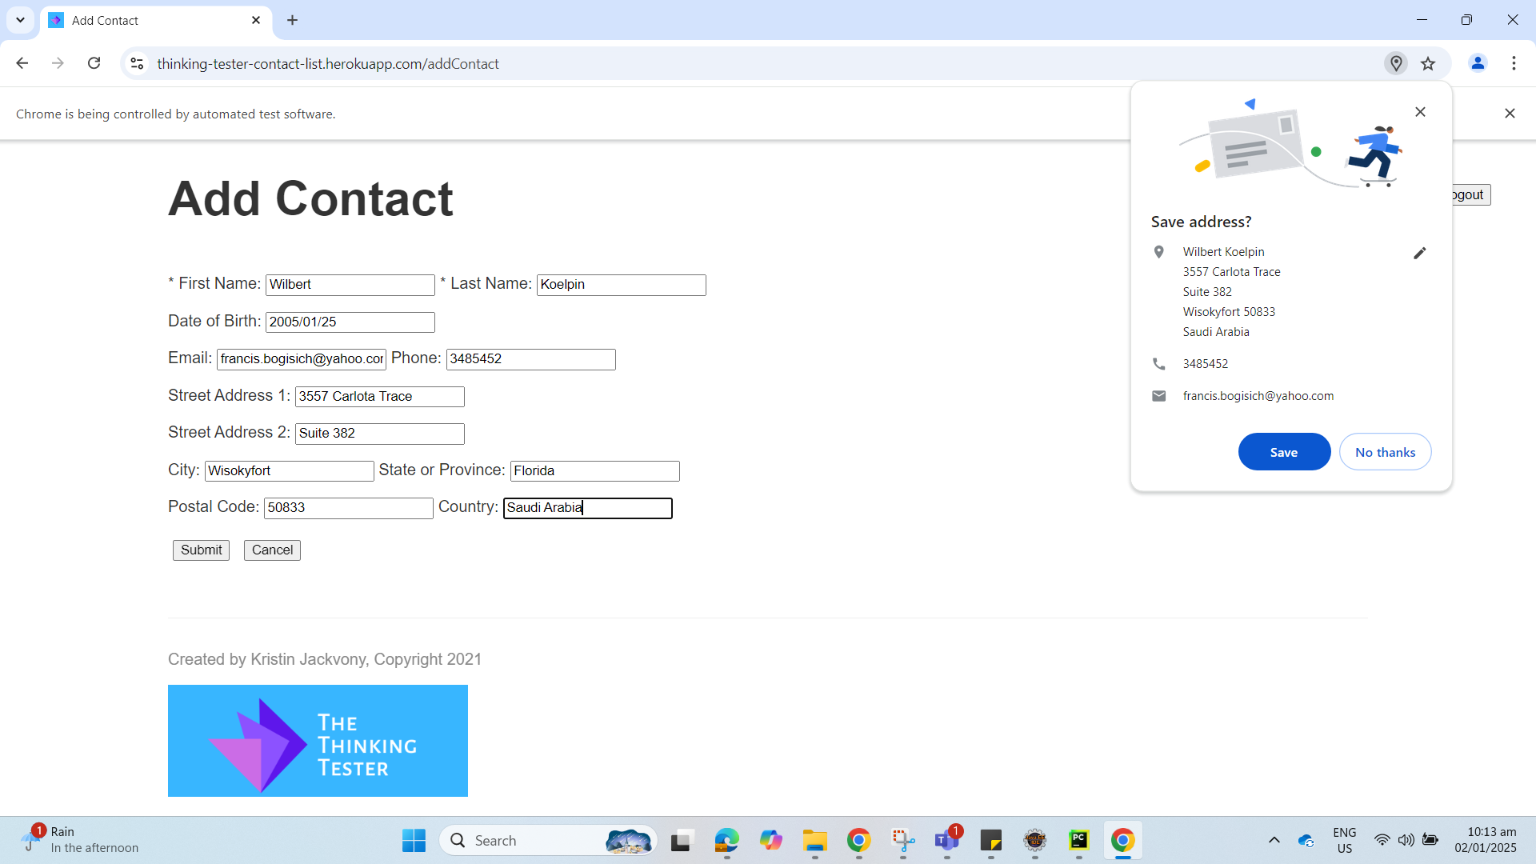 Add Contact
thinking-tester-contact-list.herokuapp.com/addContact
Chrome is being controlled by automated test software.
Add Contact
ogout
* First Name: Wilbert * Last Name: Koelpin
Date of Birth: 2005/01/25
Email: francis.bogisich@yahoo.cor Phone: 3485452
Street Address 1: 3557 Carlota Trace
Street Address 2: Suite 382
City: Wisokyfort State or Province: Florida
Postal Code: 50833 Country: Saudi Arabia
Submit Cancel
Save address?
Wilbert Koelpin
3557 Carlota Trace
Suite 382
Wisokyfort 50833
Saudi Arabia
3485452
francis.bogisich@yahoo.com
Save No thanks
Created by Kristin Jackvony, Copyright 2021
THE
THINKING
TESTER
1 Rain
In the afternoon
Search
1
PC
ENG
US
10:13 am
02/01/2025